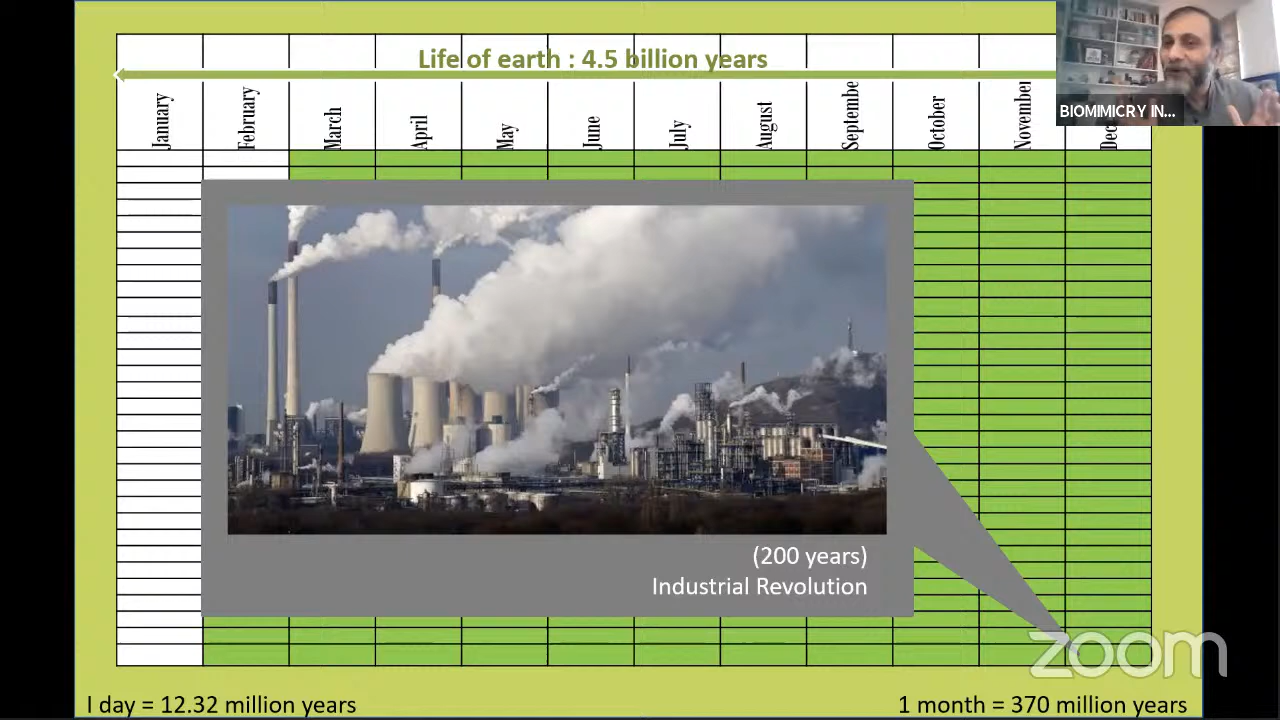 Life of earth : 4.5 billion years
BIOMIMICRY IN...
January
February
March
April
May
June
July
August
Septembe
October
November
Dec
(200 years)
Industrial Revolution
zoom
I day = 12.32 million years
1 month = 370 million years